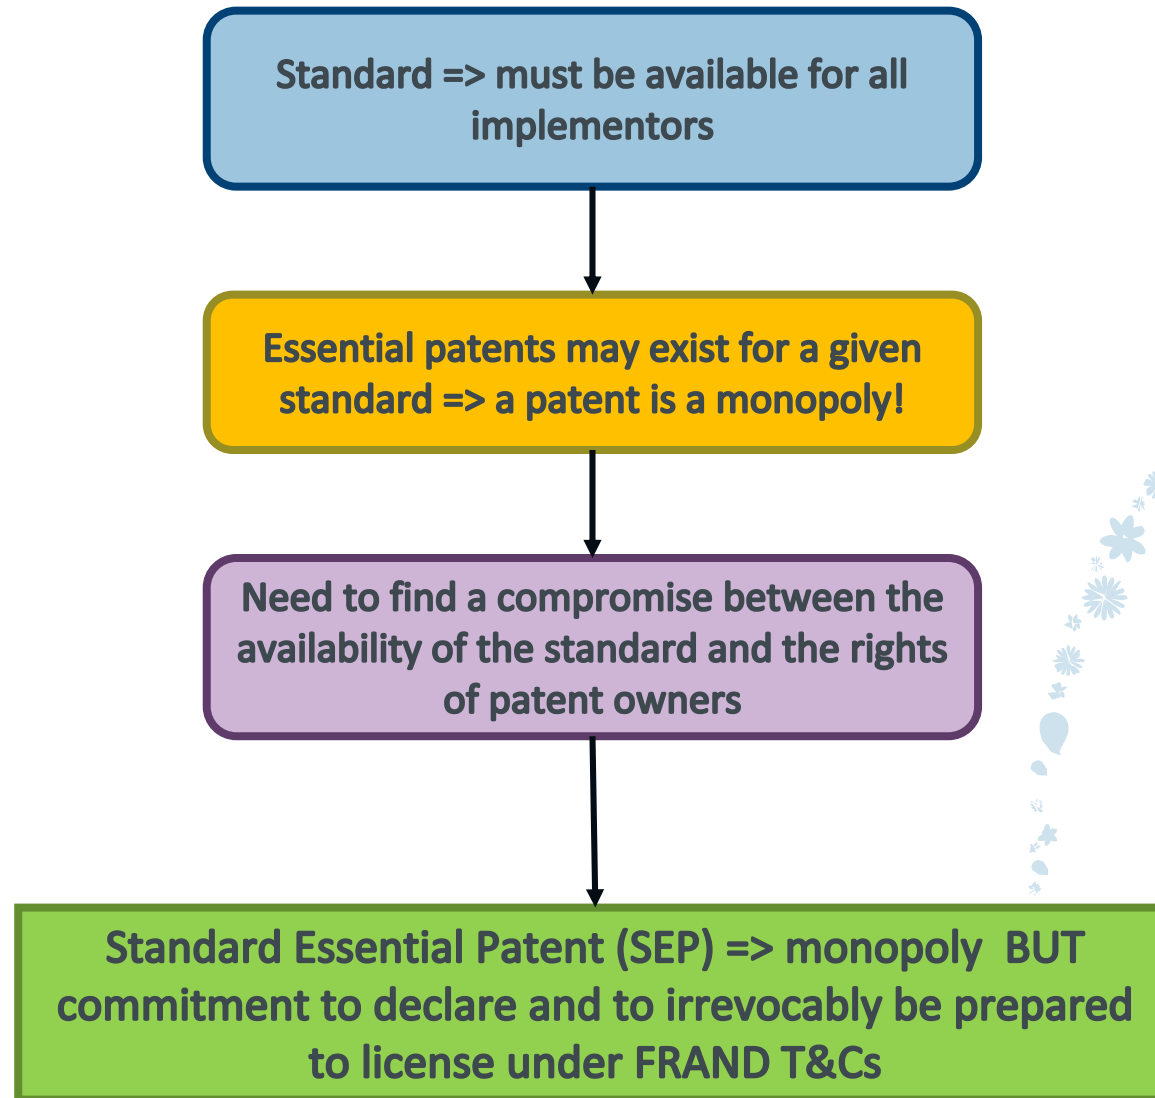 Standard => must be available for all
implementors
Essential patents may exist for a given
standard => a patent is a monopoly!
Need to find a compromise between the
availability of the standard and the rights
of patent owners
Standard Essential Patent (SEP) => monopoly  BUT
commitment to declare and to irrevocably be prepared
to license under FRAND T&Cs